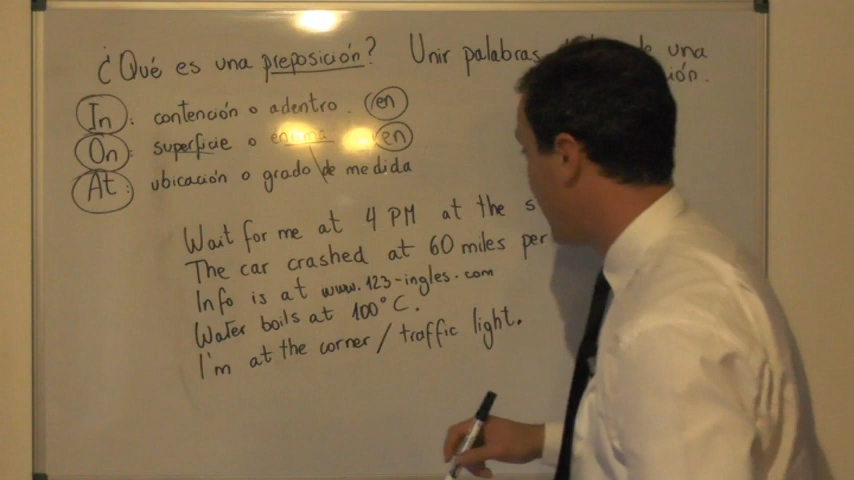 ¿Qué es una preposición? Unir palabras una
In: contención o adentro. en
On: superficie o encima en
At: ubicación o grado de medida
Wait for me at 4 PM at the
The car crashed at 60 miles per
Info is at www.123-ingles.com
Water boils at 100°C.
I'm at the corner / traffic light.